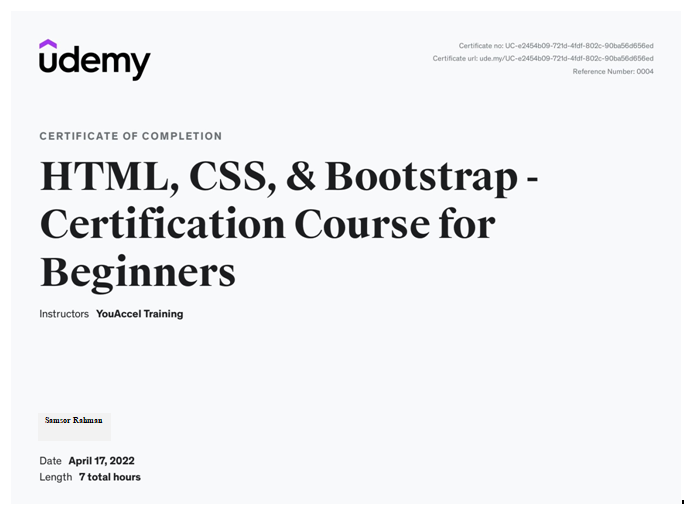 udemy
Certificate no: UC-e2454b09-721d-4fdf-802c-90ba56d656ed
Certificate url: ude.my/UC-e2454b09-721d-4fdf-802c-90ba56d656ed
Reference Number: 0004
CERTIFICATE OF COMPLETION
HTML, CSS, & Bootstrap -
Certification Course for
Beginners
Instructors YouAccel Training
Samsor Rahman
Date April 17, 2022
Length 7 total hours